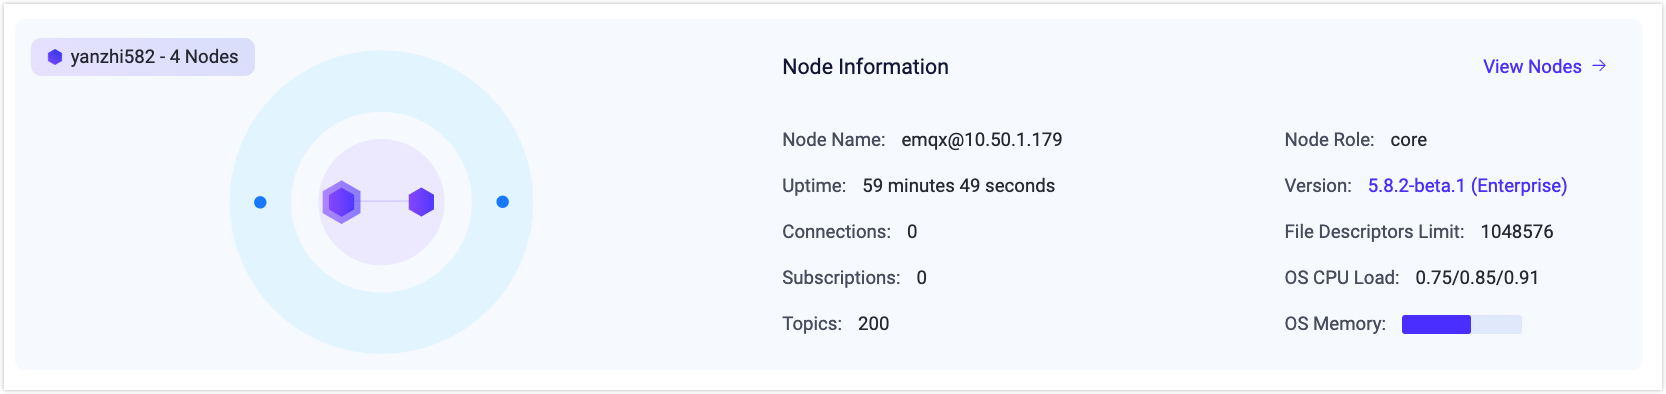 yanzhi582 - 4 Nodes
Node Information
View Nodes →
Node Name: emqx@10.50.1.179
Node Role: core
Uptime: 59 minutes 49 seconds
Version: 5.8.2-beta.1 (Enterprise)
Connections: 0
File Descriptors Limit: 1048576
Subscriptions: 0
OS CPU Load: 0.75/0.85/0.91
Topics: 200
OS Memory: